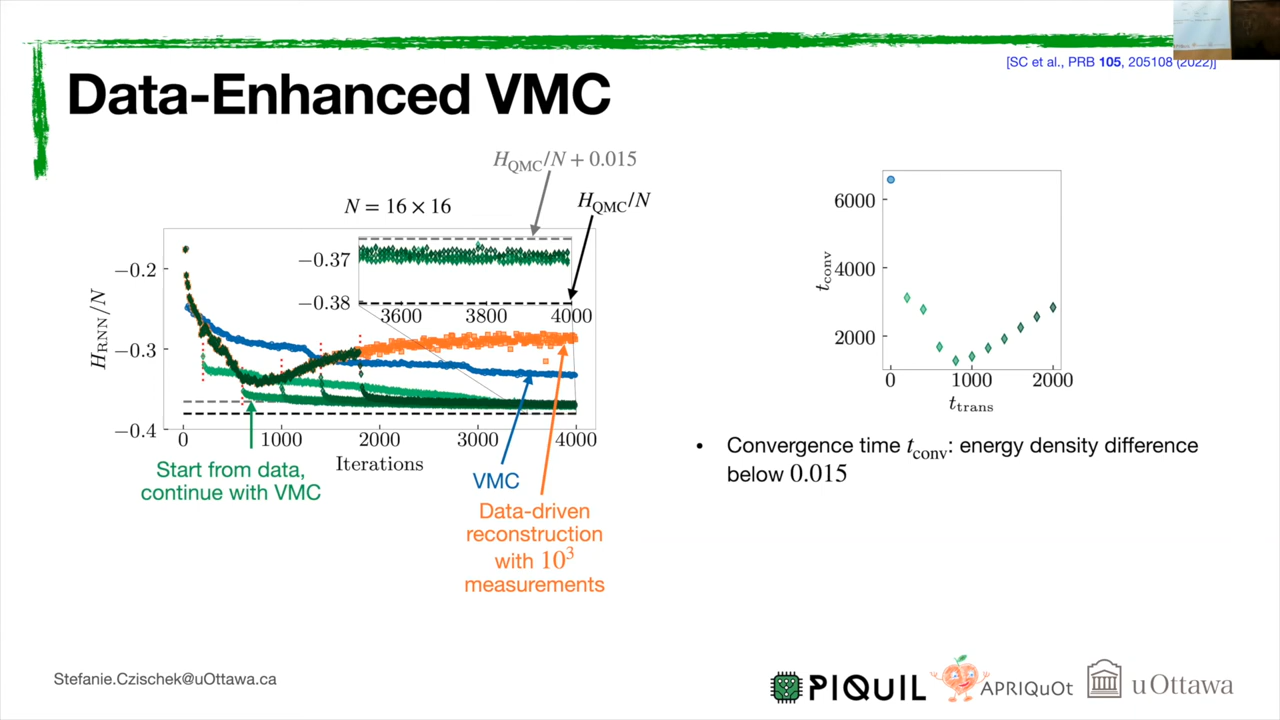 [SC et al., PRB 105, 205108 (2022)]
Data-Enhanced VMC
H_QMC/N + 0.015
H_QMC/N
N = 16 × 16
H_RNN/N
−0.2
−0.3
−0.4
−0.37
−0.38
3600 3800 4000
0 1000 2000 3000 4000
Iterations
Start from data,
continue with VMC
VMC
Data-driven
reconstruction
with 10³
measurements
t_conv
6000
4000
2000
0 1000 2000
t_trans
• Convergence time t_conv: energy density difference
below 0.015
Stefanie.Czischek@uOttawa.ca
PIQUIL
APRIQuOt
uOttawa